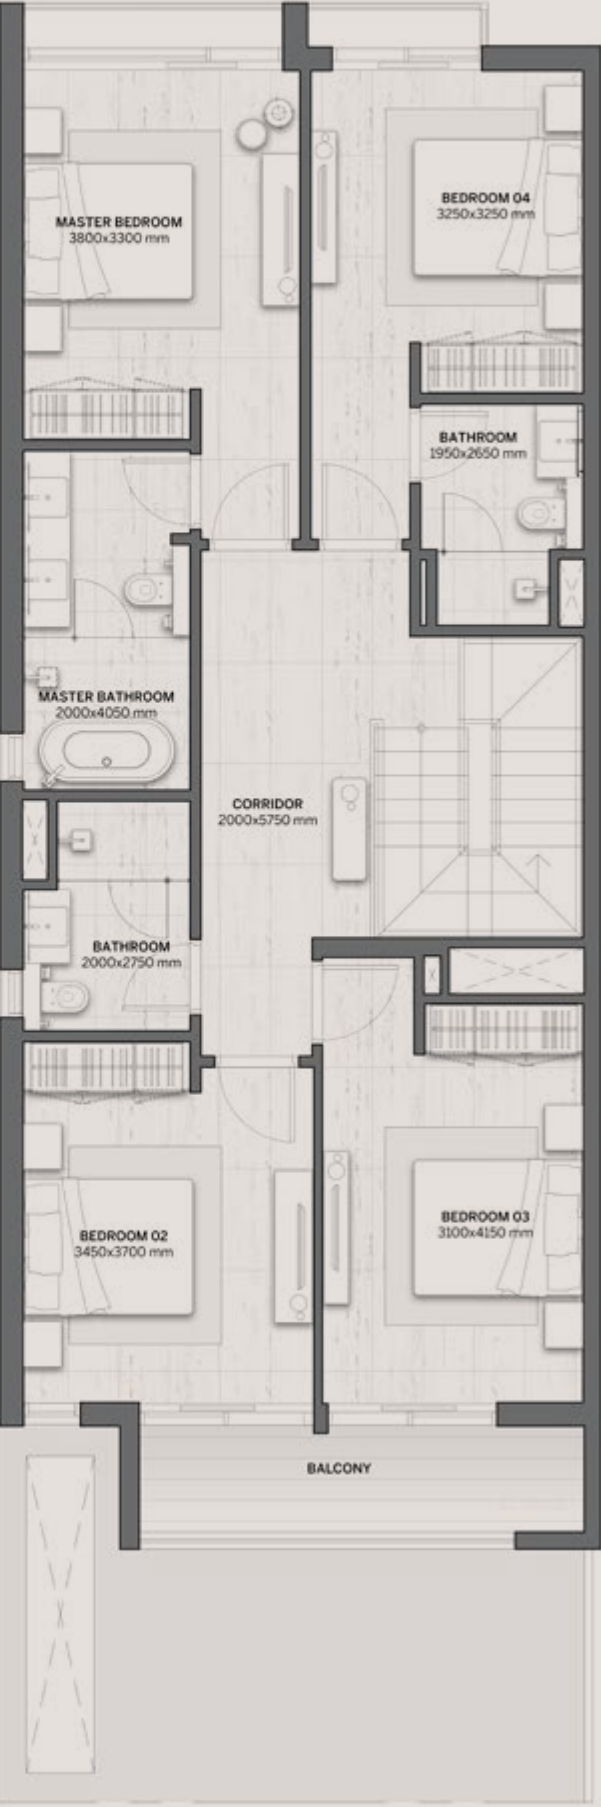 MASTER BEDROOM
3800x3300 mm
BEDROOM 04
3250x3250 mm
BATHROOM
1950x2650 mm
MASTER BATHROOM
2000x4050 mm
CORRIDOR
2000x5750 mm
BATHROOM
2000x2750 mm
BEDROOM 02
3450x3700 mm
BEDROOM 03
3100x4150 mm
BALCONY